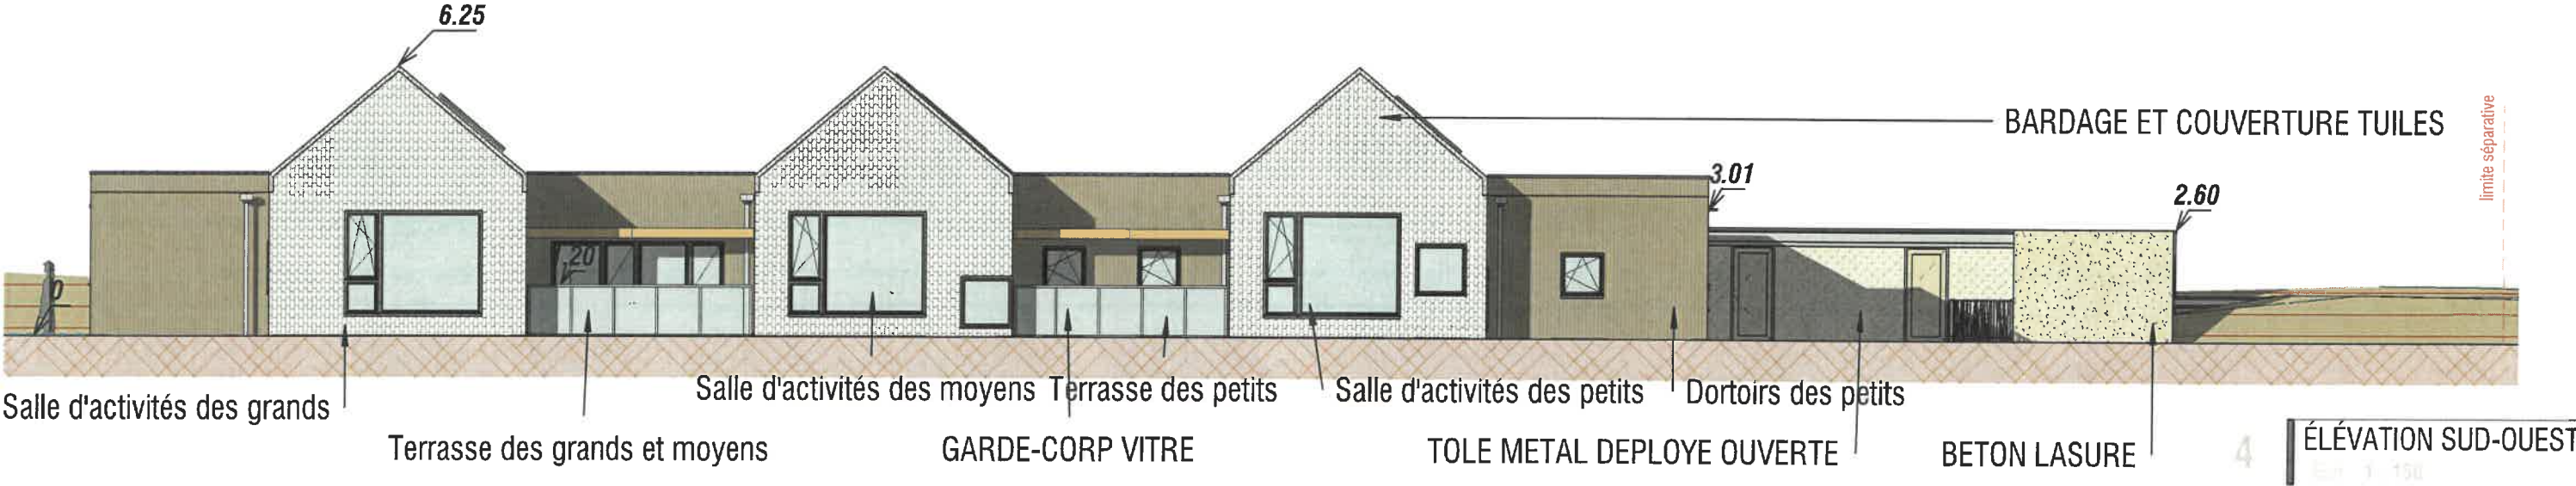 6.25
BARDAGE ET COUVERTURE TUILES
limite séparative
3.01
2.60
20
0
Salle d'activités des grands
Salle d'activités des moyens
Terrasse des petits
Salle d'activités des petits
Dortoirs des petits
Terrasse des grands et moyens
GARDE-CORP VITRE
TOLE METAL DEPLOYE OUVERTE
BETON LASURE
4
ÉLÉVATION SUD-OUEST